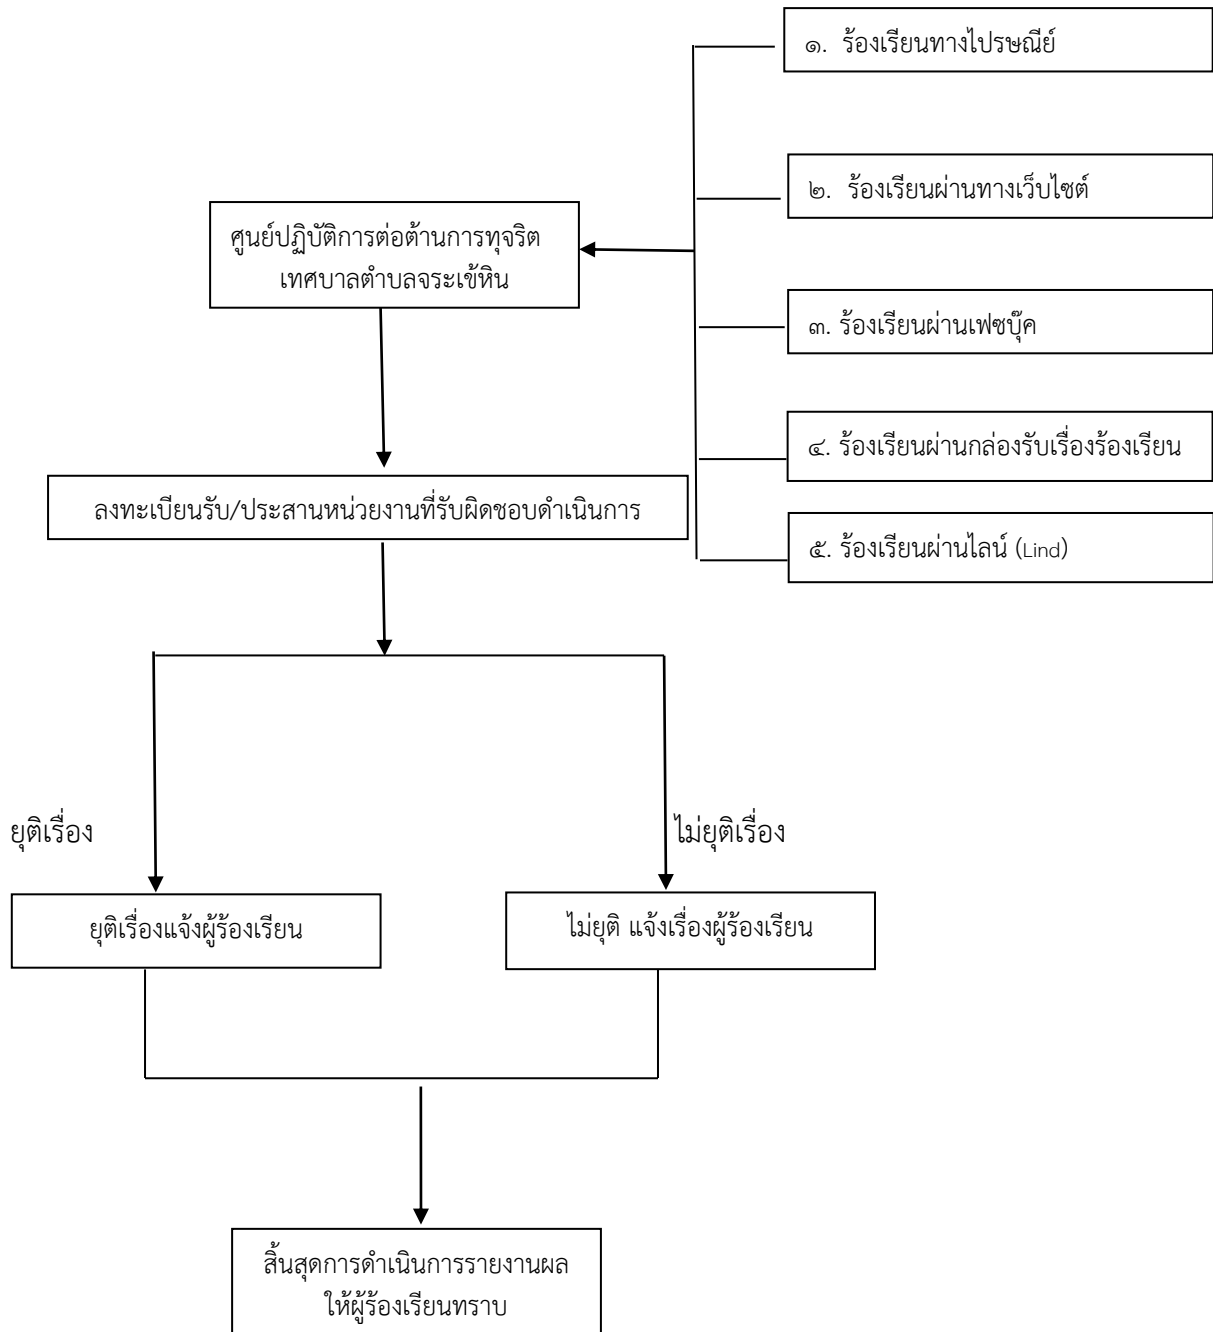 ๑. ร้องเรียนทางไปรษณีย์
๒. ร้องเรียนผ่านทางเว็บไซต์
ศูนย์ปฏิบัติการต่อต้านการทุจริต
เทศบาลตำบลจระเข้หิน
๓. ร้องเรียนผ่านเฟซบุ๊ค
๔. ร้องเรียนผ่านกล่องรับเรื่องร้องเรียน
ลงทะเบียนรับ/ประสานหน่วยงานที่รับผิดชอบดำเนินการ
๕. ร้องเรียนผ่านไลน์ (Lind)
ยุติเรื่อง
ไม่ยุติเรื่อง
ยุติเรื่องแจ้งผู้ร้องเรียน
ไม่ยุติ แจ้งเรื่องผู้ร้องเรียน
สิ้นสุดการดำเนินการรายงานผล
ให้ผู้ร้องเรียนทราบ